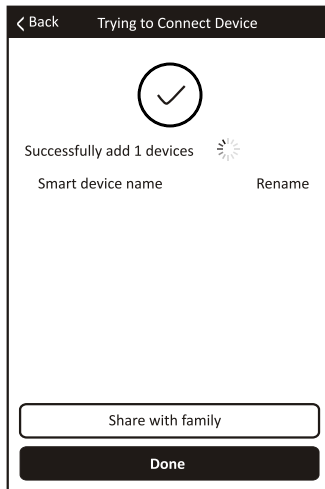 Back Trying to Connect Device
Successfully add 1 devices
Smart device name Rename
Share with family
Done